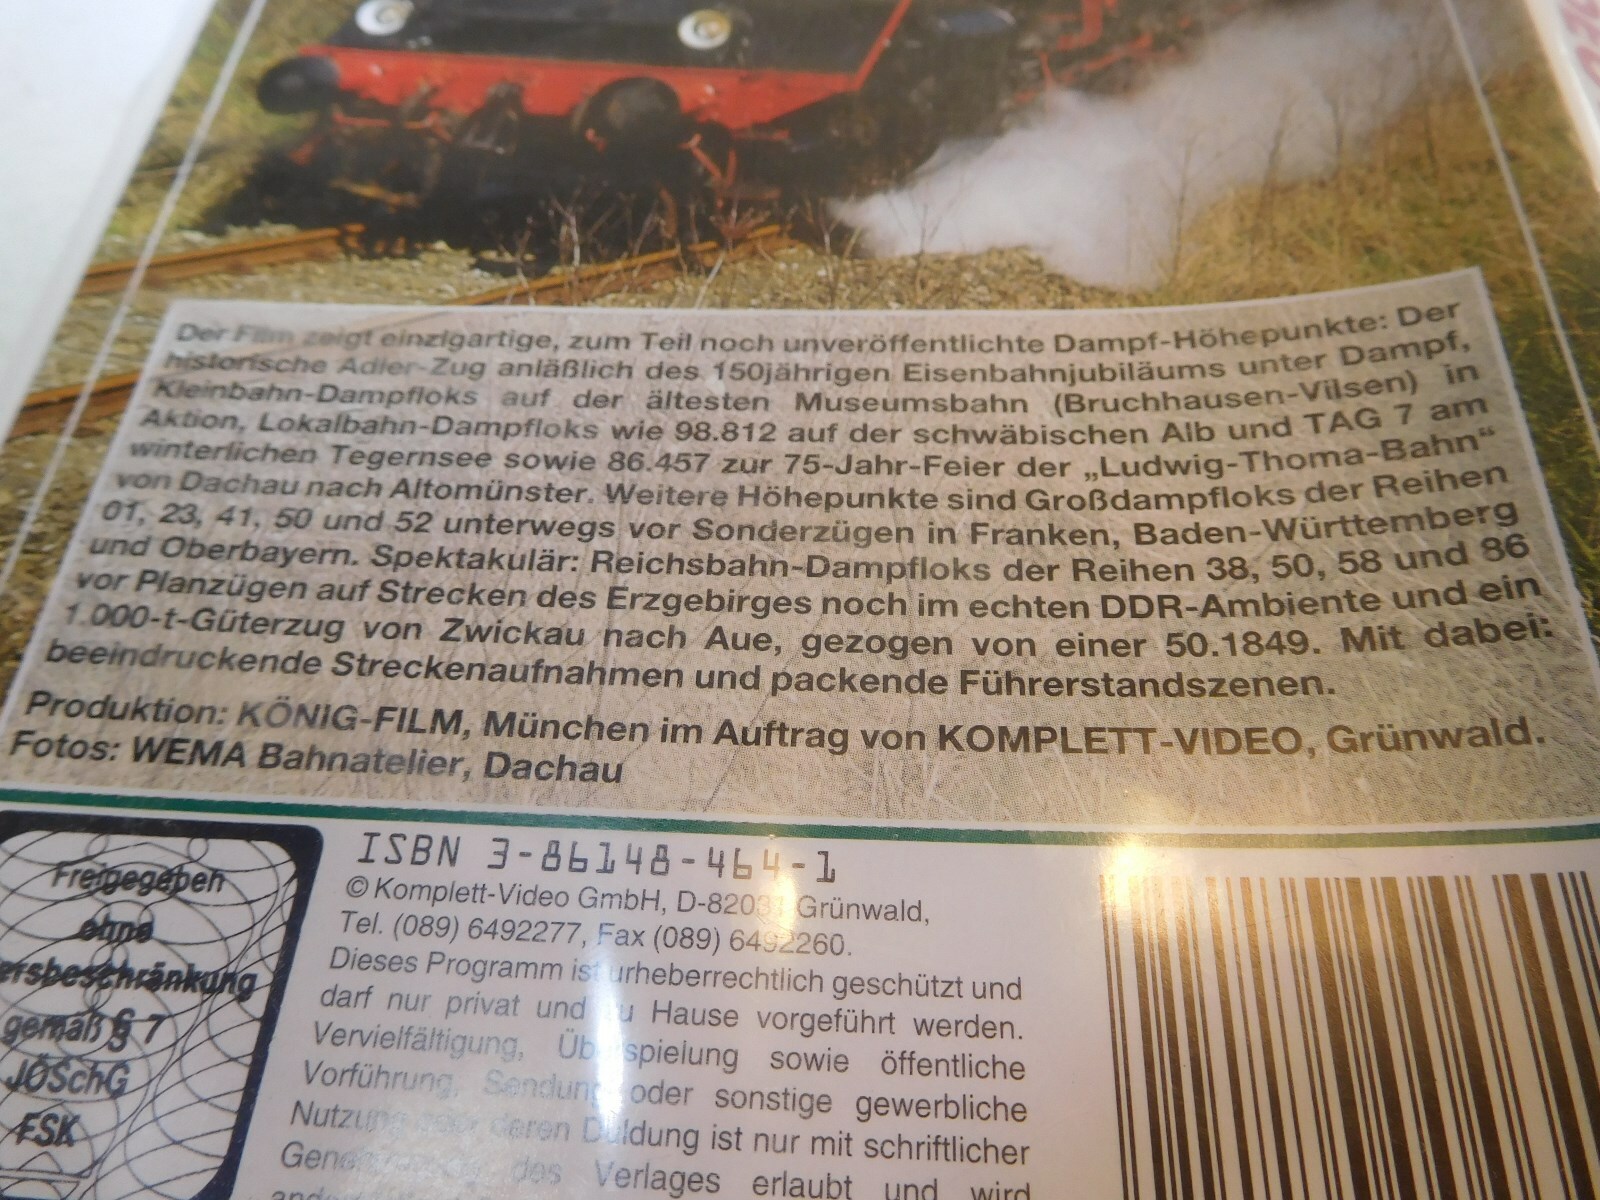 Der Film zeigt einzigartige, zum Teil noch unveröffentlichte Dampf-Höhepunkte: Der
historische Adler-Zug anläßlich des 150jährigen Eisenbahnjubiläums unter Dampf,
Kleinbahn-Dampfloks auf der ältesten Museumsbahn (Bruchhausen-Vilsen) in
Aktion, Lokalbahn-Dampfloks wie 98.812 auf der schwäbischen Alb und TAG 7 am
winterlichen Tegernsee sowie 86.457 zur 75-Jahr-Feier der „Ludwig-Thoma-Bahn“
von Dachau nach Altomünster. Weitere Höhepunkte sind Großdampfloks der Reihen
01, 23, 41, 50 und 52 unterwegs vor Sonderzügen in Franken, Baden-Württemberg
und Oberbayern. Spektakulär: Reichsbahn-Dampfloks der Reihen 38, 50, 58 und 86
vor Planzügen auf Strecken des Erzgebirges noch im echten DDR-Ambiente und ein
1.000-t-Güterzug von Zwickau nach Aue, gezogen von einer 50.1849. Mit dabei:
beeindruckende Streckenaufnahmen und packende Führerstandszenen.
Produktion: KÖNIG-FILM, München im Auftrag von KOMPLETT-VIDEO, Grünwald.
Fotos: WEMA Bahnatelier, Dachau
Freigegeben
ohne
ersbeschränkung
gemäß § 7
JÖSchG
FSK
ISBN 3-86148-464-1
© Komplett-Video GmbH, Grünwald,
Tel. (089) 6492277, Fax (089) 6492260.
Dieses Programm ist urheberrechtlich geschützt und
darf nur privat und zu Hause vorgeführt werden.
Vervielfältigung, Überspielung sowie öffentliche
Vorführung, Sendung oder sonstige gewerbliche
Nutzung oder deren Duldung ist nur mit schriftlicher
des Verlages erlaubt und wird